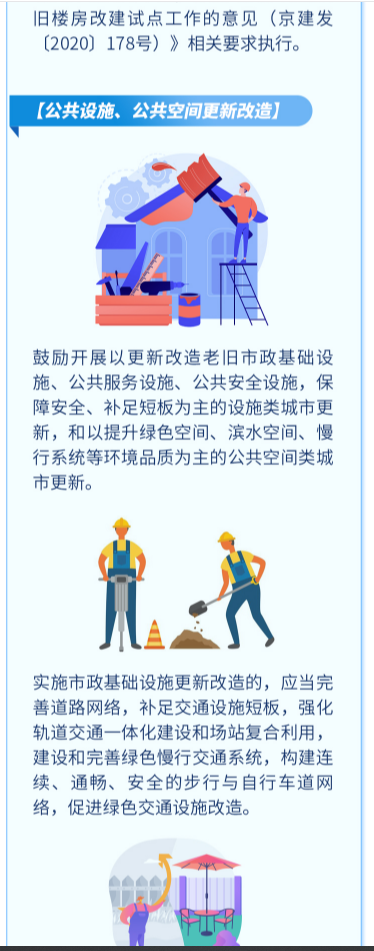 旧楼房改建试点工作的意见（京建发
〔2020〕178号）》相关要求执行。
【公共设施、公共空间更新改造】
鼓励开展以更新改造老旧市政基础设
施、公共服务设施、公共安全设施，保
障安全、补足短板为主的设施类城市更
新，和以提升绿色空间、滨水空间、慢
行系统等环境品质为主的公共空间类城
市更新。
实施市政基础设施更新改造的，应当完
善道路网络，补足交通设施短板，强化
轨道交通一体化建设和场站复合利用，
建设和完善绿色慢行交通系统，构建连
续、通畅、安全的步行与自行车道网
络，促进绿色交通设施改造。